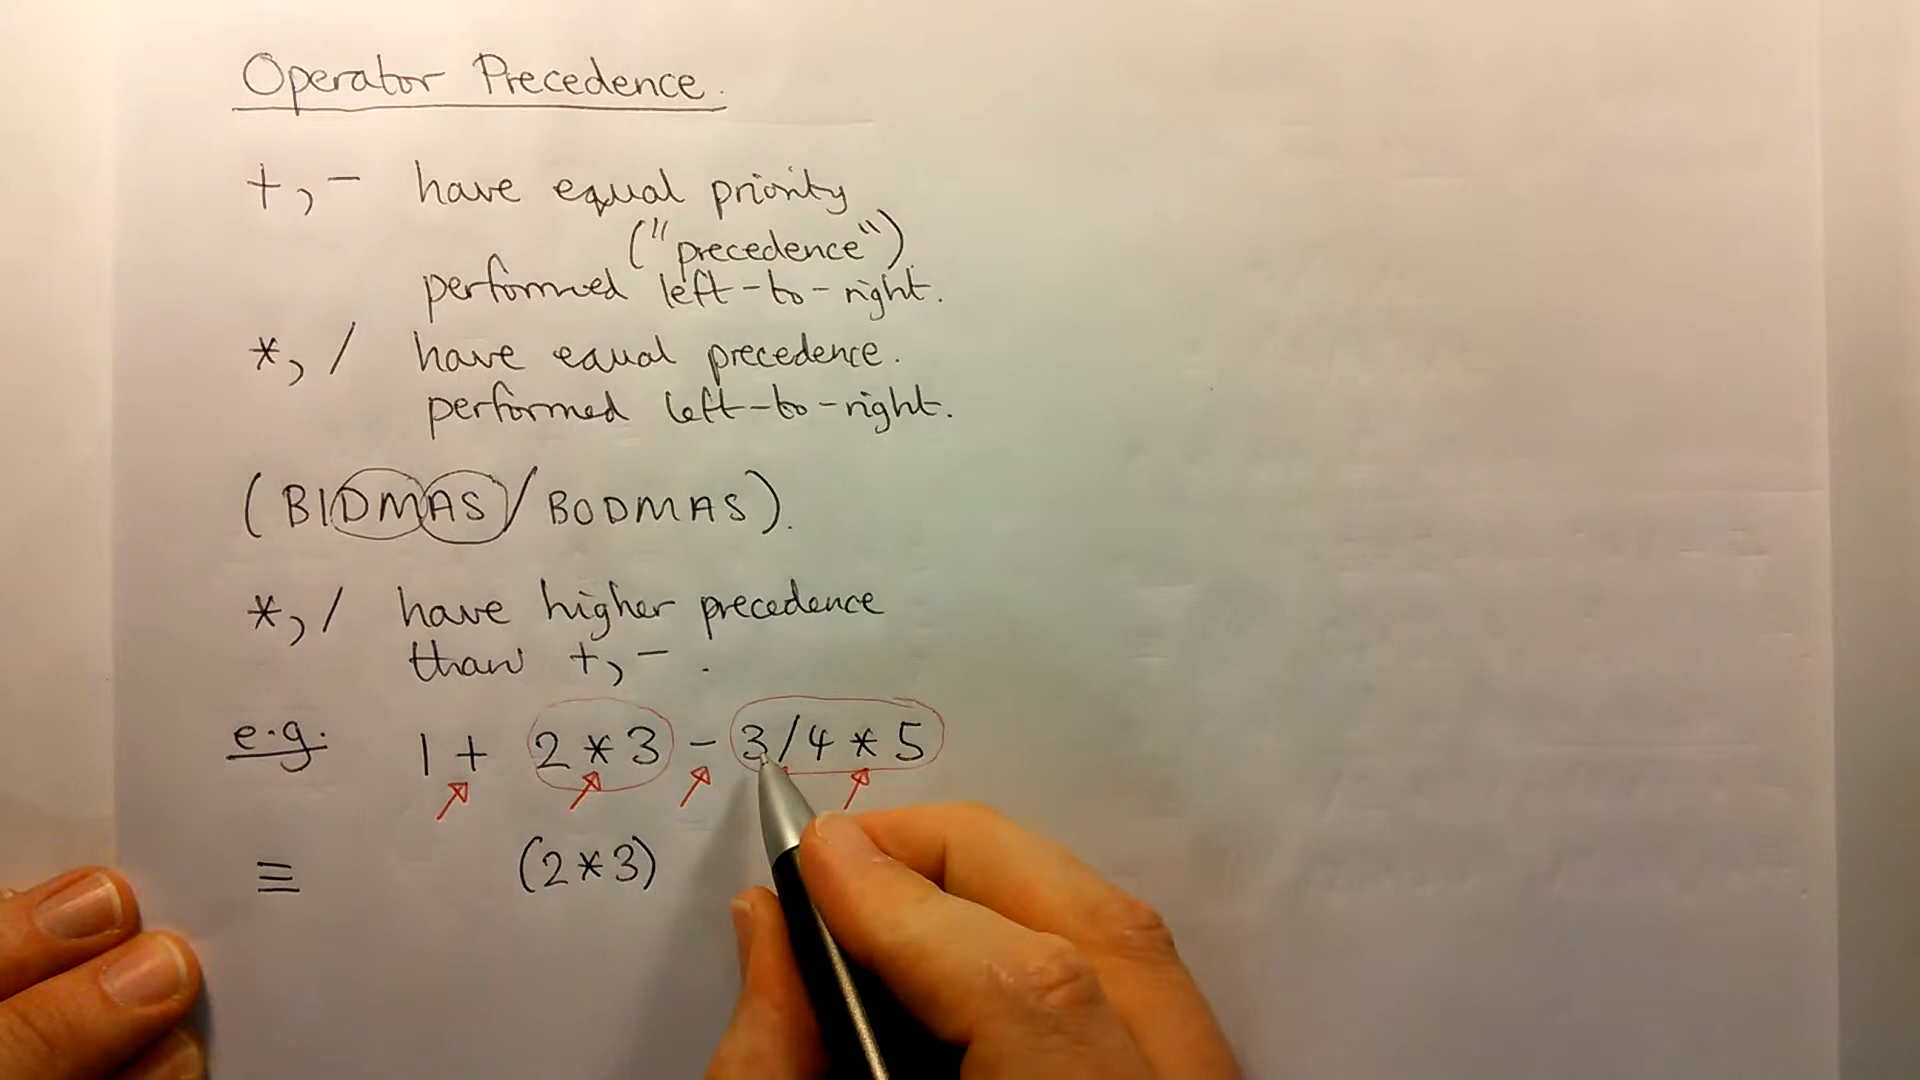 Operator Precedence.
+, - have equal priority
("precedence")
performed left-to-right.
*, / have equal precedence.
performed left-to-right.
(BIDMAS/BODMAS).
*, / have higher precedence
than +, - .
e.g. 1 + 2 * 3 - 3/4 * 5
≡ (2*3)